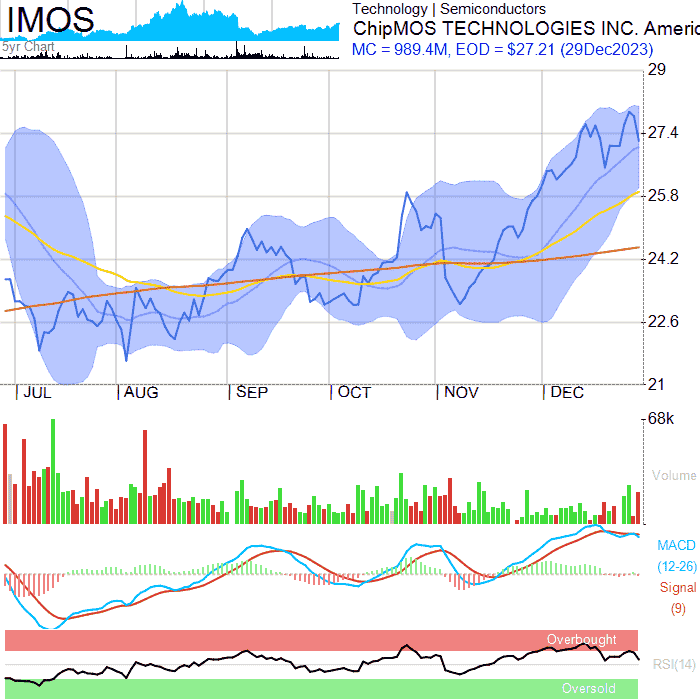 IMOS
5yr Chart
Technology | Semiconductors
ChipMOS TECHNOLOGIES INC. Americ
MC = 989.4M, EOD = $27.21 (29Dec2023)
29
27.4
25.8
24.2
22.6
21
JUL AUG SEP OCT NOV DEC
68k
Volume
MACD
(12-26)
Signal
(9)
Overbought
RSI(14)
Oversold